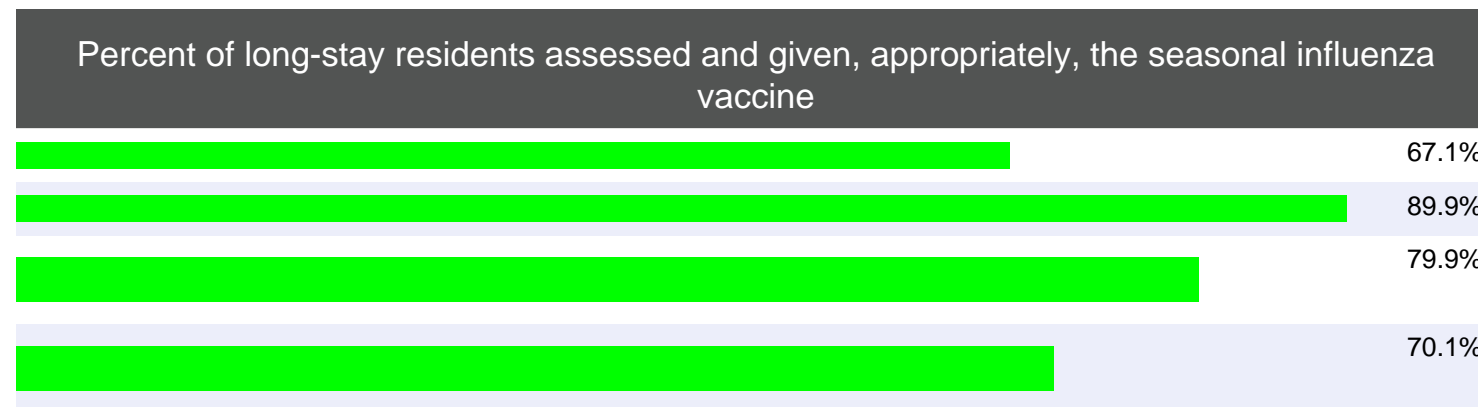 Percent of long-stay residents assessed and given, appropriately, the seasonal influenza
vaccine
67.1%
89.9%
79.9%
70.1%